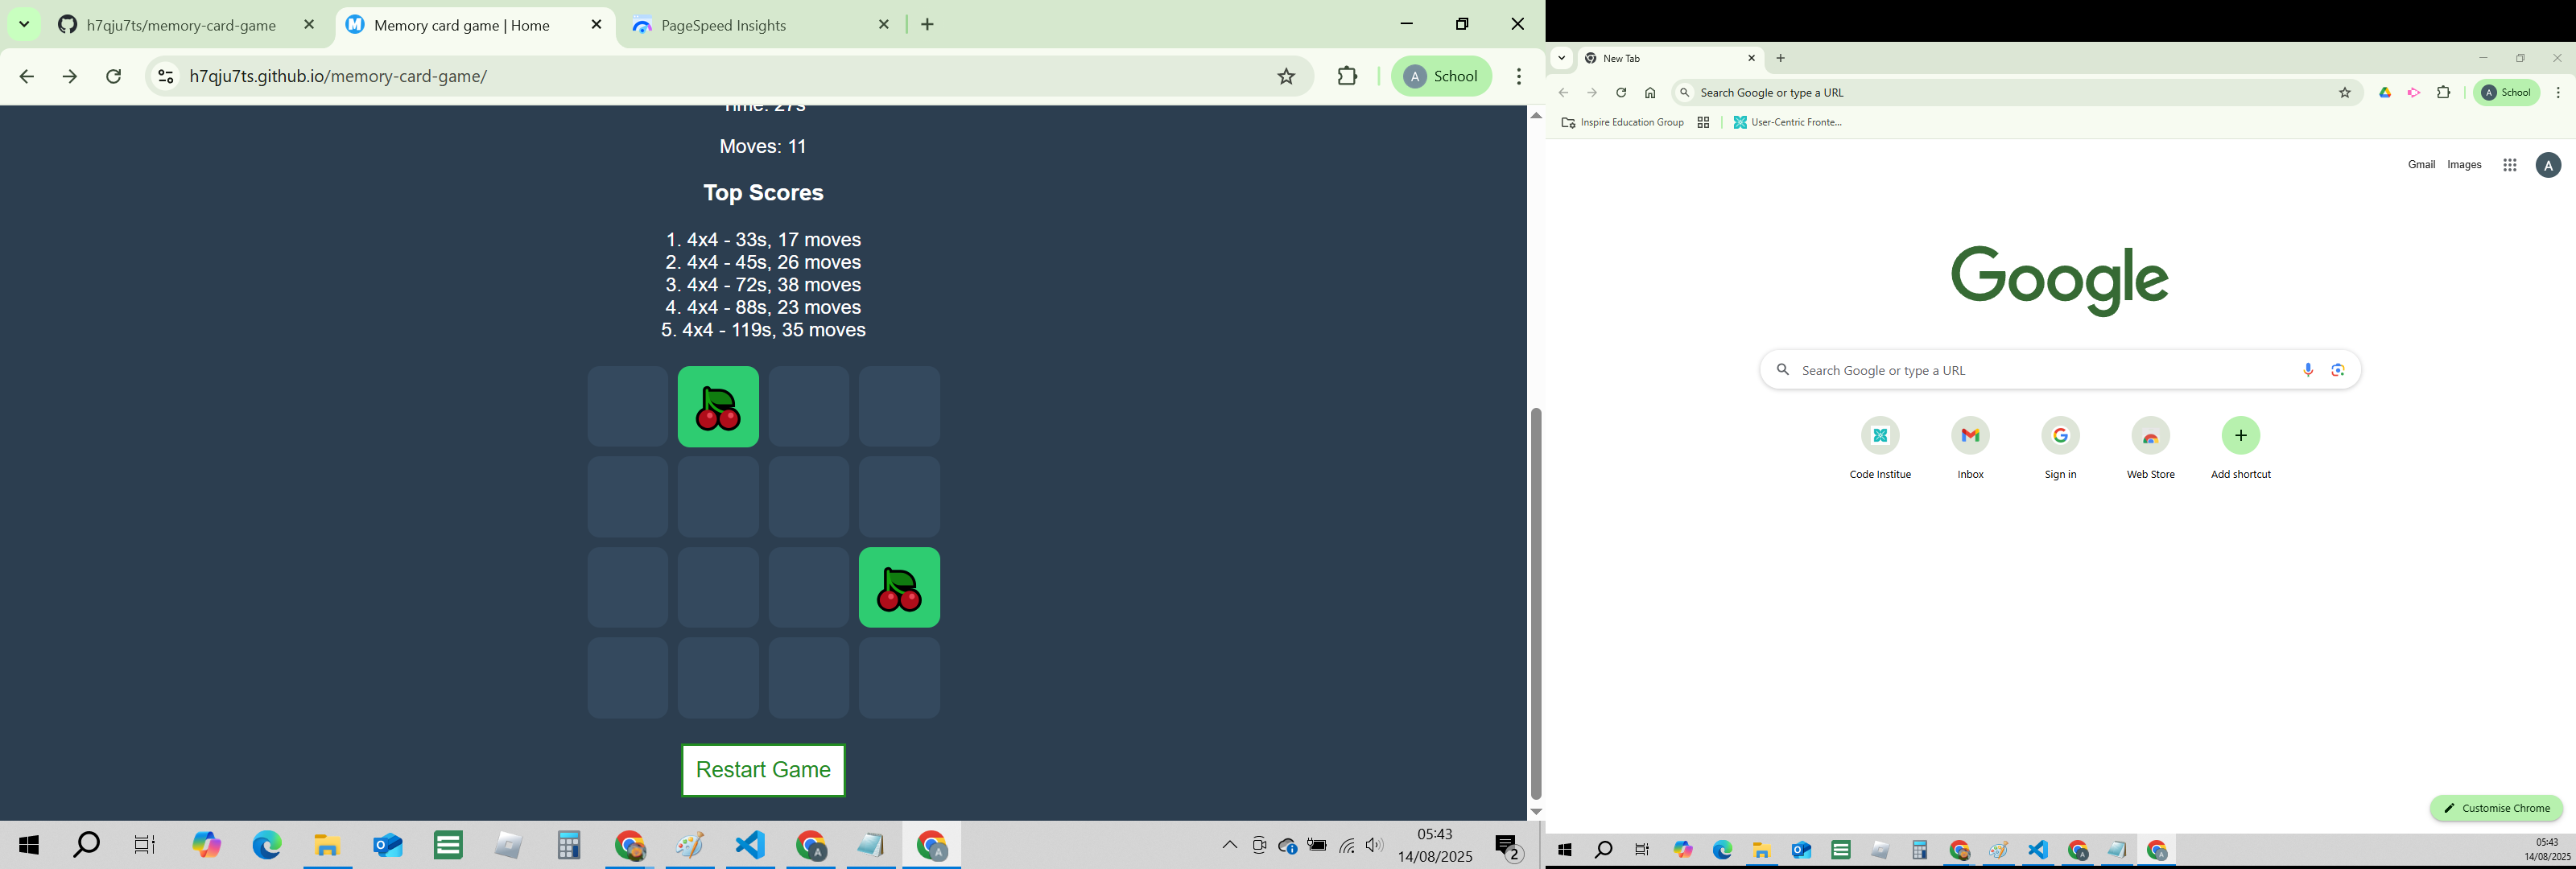 h7qju7ts/memory-card-game
Memory card game | Home
PageSpeed Insights
h7qju7ts.github.io/memory-card-game/
A School
Time: 27s
Moves: 11
Top Scores
1. 4x4 - 33s, 17 moves
2. 4x4 - 45s, 26 moves
3. 4x4 - 72s, 38 moves
4. 4x4 - 88s, 23 moves
5. 4x4 - 119s, 35 moves
Restart Game
05:43
14/08/2025
2
New Tab
Search Google or type a URL
A School
Inspire Education Group
User-Centric Fronte...
Gmail Images A
Google
Search Google or type a URL
Code Institue
Inbox
Sign in
Web Store
Add shortcut
Customise Chrome
05:43
14/08/2025